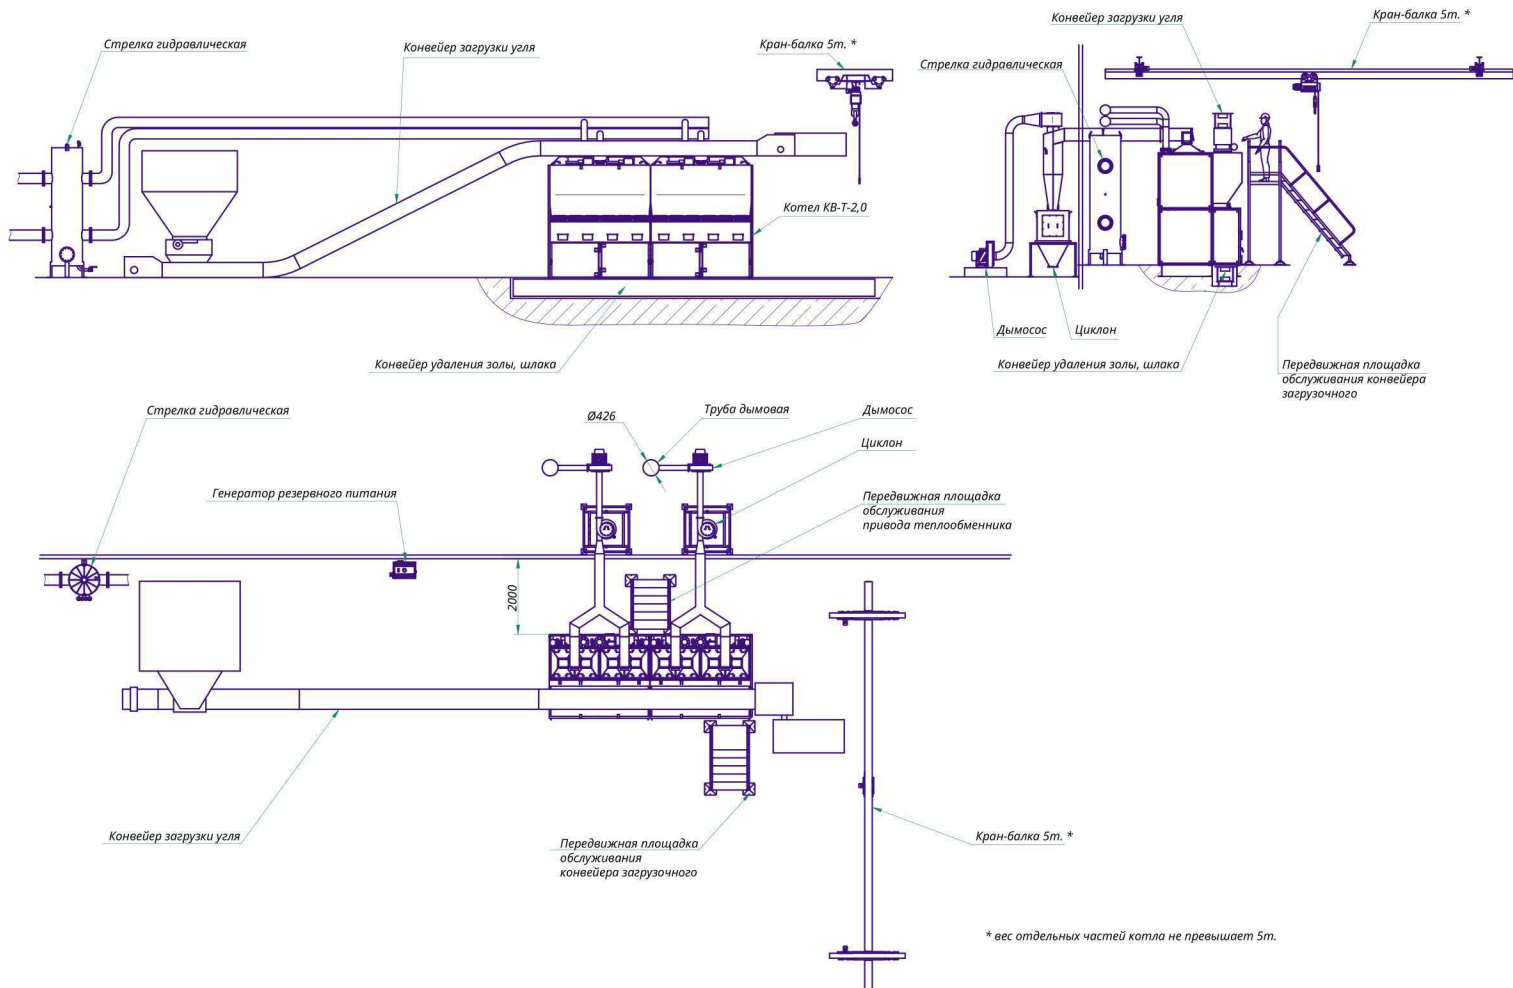 Стрелка гидравлическая
Конвейер загрузки угля
Кран-балка 5т. *
Котел КВ-Т-2,0
Конвейер удаления золы, шлака
Конвейер загрузки угля
Кран-балка 5т. *
Стрелка гидравлическая
Дымосос
Циклон
Конвейер удаления золы, шлака
Передвижная площадка
обслуживания конвейера
загрузочного
Стрелка гидравлическая
Генератор резервного питания
Ø426
Труба дымовая
Дымосос
Циклон
Передвижная площадка
обслуживания
привода теплообменника
2000
Конвейер загрузки угля
Передвижная площадка
обслуживания
конвейера загрузочного
Кран-балка 5т. *
* вес отдельных частей котла не превышает 5т.